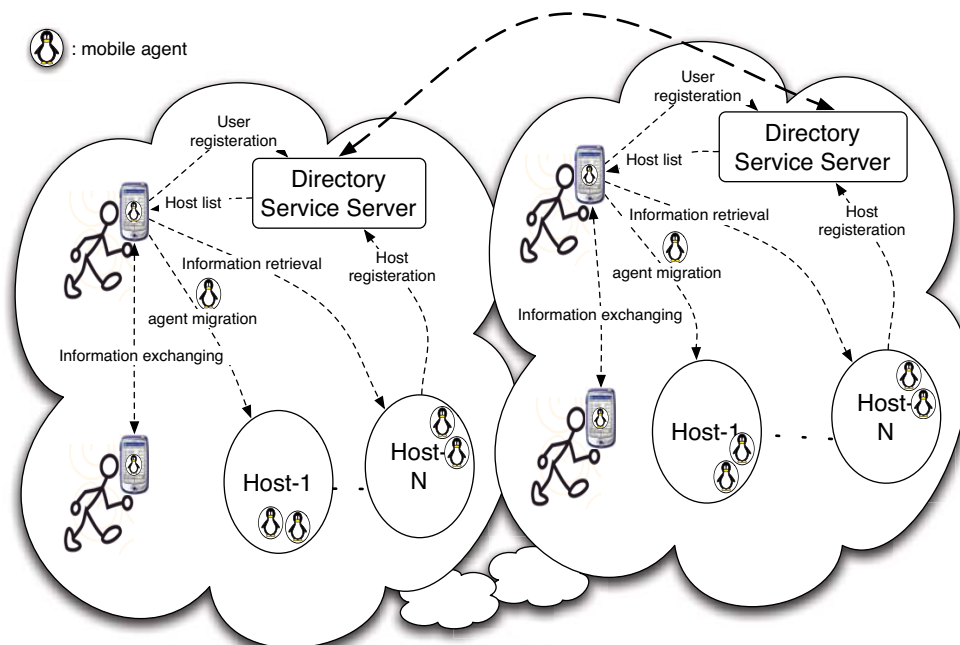 : mobile agent
User
registeration
Directory
Service Server
Host list
Information retrieval
Host
registeration
agent migration
Information exchanging
Host-1
. . .
Host-
N
User
registeration
Directory
Service Server
Host list
Information retrieval
Host
registeration
agent migration
Information exchanging
Host-1
. . .
Host-
N